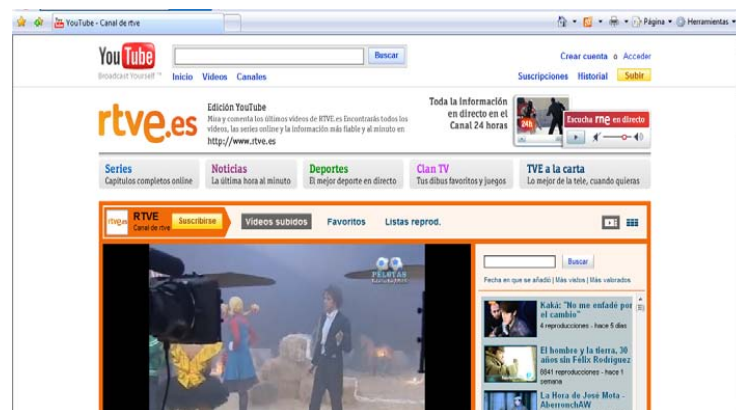 YouTube - Canal de rtve
Página
Herramientas
YouTube
Broadcast Yourself ™
Buscar
Crear cuenta o Acceder
Inicio Vídeos Canales
Suscripciones Historial Subir
rtve.es
Edición YouTube
Mira y comenta los últimos vídeos de RTVE.es Encontrarás todos los
vídeos, las series online y la información más fiable y al minuto en
http://www.rtve.es
Toda la Información
en directo en el
Canal 24 horas
24h
Escucha rne en directo
Series
Capítulos completos online
Noticias
La última hora al minuto
Deportes
El mejor deporte en directo
Clan TV
Tus dibus favoritos y juegos
TVE a la carta
Lo mejor de la tele, cuando quieras
rtve.es
RTVE
Canal de rtve
Suscribirse
Vídeos subidos
Favoritos
Listas reprod.
PELOTAS
Buscar
Fecha en que se añadió | Más vistos | Más valorados
Kaká: "No me enfadé por
el cambio"
4 reproducciones - hace 5 días
El hombre y la tierra, 30
años sin Félix Rodríguez
8841 reproducciones - hace 1
semana
La Hora de José Mota -
AberronchAW